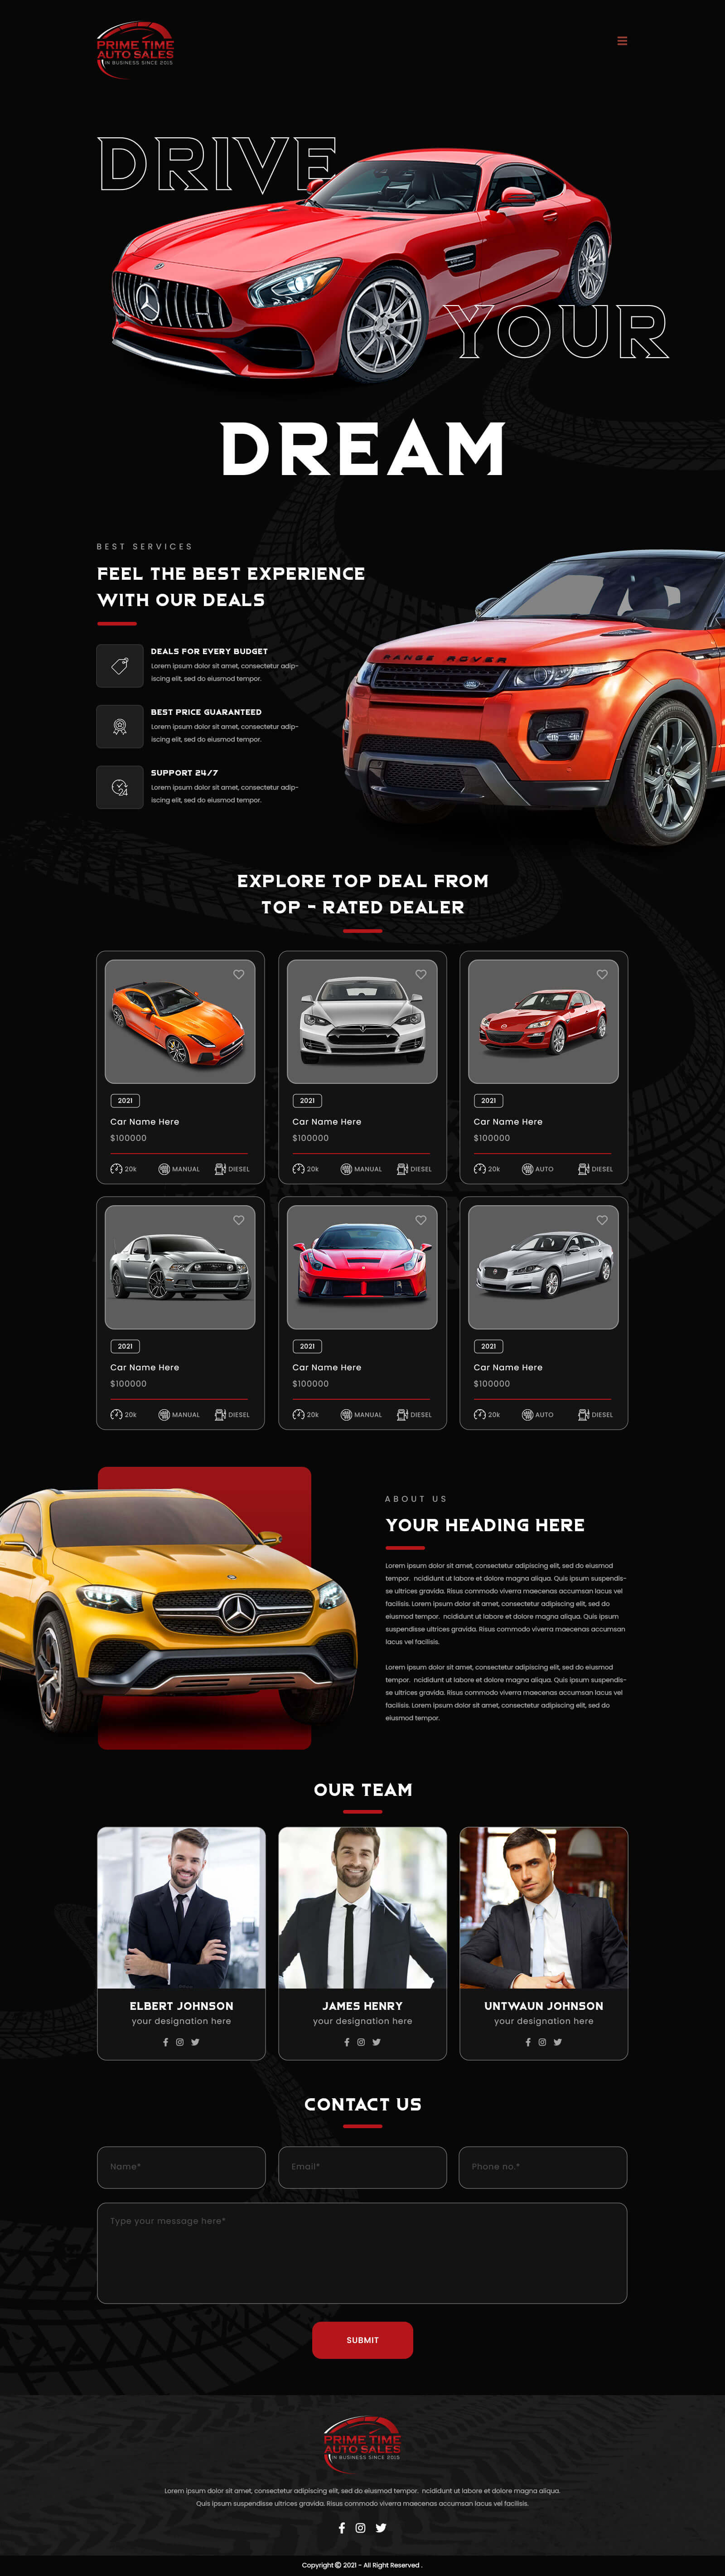 PRIME TIME
AUTO SALES
IN BUSINESS SINCE 2015
DRIVE
YOUR
DREAM
BEST SERVICES
FEEL THE BEST EXPERIENCE
WITH OUR DEALS
DEALS FOR EVERY BUDGET
Lorem ipsum dolor sit amet, consectetur adip-
iscing elit, sed do eiusmod tempor.
BEST PRICE GUARANTEED
Lorem ipsum dolor sit amet, consectetur adip-
iscing elit, sed do eiusmod tempor.
24
SUPPORT 24/7
Lorem ipsum dolor sit amet, consectetur adip-
iscing elit, sed do eiusmod tempor.
RANGE ROVER
EXPLORE TOP DEAL FROM
TOP - RATED DEALER
2021
Car Name Here
$100000
20k MANUAL DIESEL
2021
Car Name Here
$100000
20k MANUAL DIESEL
2021
Car Name Here
$100000
20k AUTO DIESEL
2021
Car Name Here
$100000
20k MANUAL DIESEL
2021
Car Name Here
$100000
20k MANUAL DIESEL
2021
Car Name Here
$100000
20k AUTO DIESEL
ABOUT US
YOUR HEADING HERE
Lorem ipsum dolor sit amet, consectetur adipiscing elit, sed do eiusmod
tempor. ncididunt ut labore et dolore magna aliqua. Quis ipsum suspendis-
se ultrices gravida. Risus commodo viverra maecenas accumsan lacus vel
facilisis. Lorem ipsum dolor sit amet, consectetur adipiscing elit, sed do
eiusmod tempor. ncididunt ut labore et dolore magna aliqua. Quis ipsum
suspendisse ultrices gravida. Risus commodo viverra maecenas accumsan
lacus vel facilisis.
Lorem ipsum dolor sit amet, consectetur adipiscing elit, sed do eiusmod
tempor. ncididunt ut labore et dolore magna aliqua. Quis ipsum suspendis-
se ultrices gravida. Risus commodo viverra maecenas accumsan lacus vel
facilisis. Lorem ipsum dolor sit amet, consectetur adipiscing elit, sed do
eiusmod tempor.
OUR TEAM
ELBERT JOHNSON
your designation here
JAMES HENRY
your designation here
UNTWAUN JOHNSON
your designation here
CONTACT US
Name*
Email*
Phone no.*
Type your message here*
SUBMIT
PRIME TIME
AUTO SALES
IN BUSINESS SINCE 2015
Lorem ipsum dolor sit amet, consectetur adipiscing elit, sed do eiusmod tempor. ncididunt ut labore et dolore magna aliqua.
Quis ipsum suspendisse ultrices gravida. Risus commodo viverra maecenas accumsan lacus vel facilisis.
Copyright © 2021 - All Right Reserved .